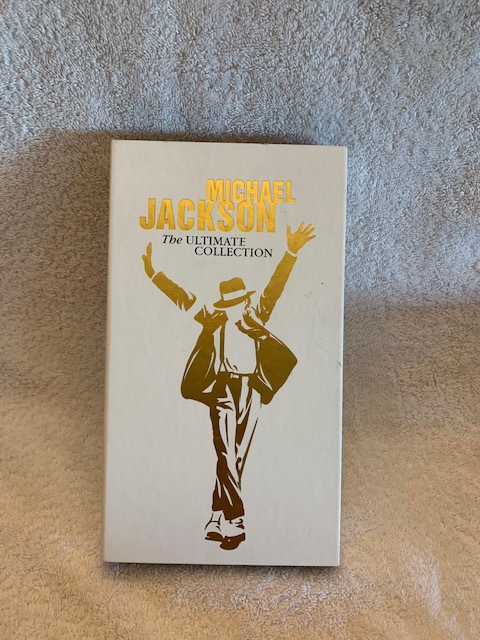 MICHAEL
JACKSON
The ULTIMATE
COLLECTION